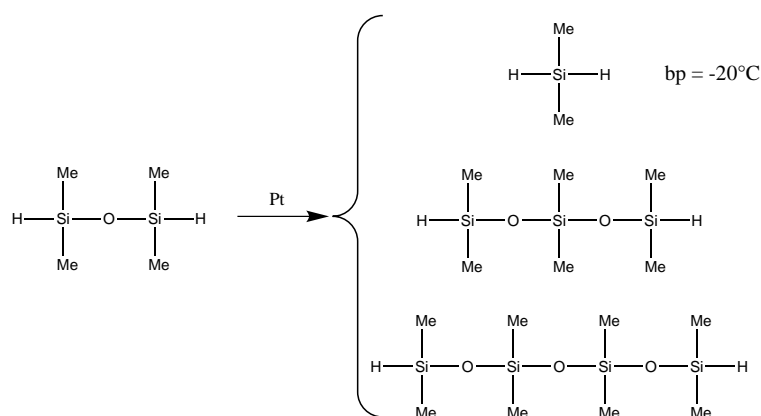 Me
H Si H bp = -20°C
Me
Me Me
H Si O Si H
Me Me
Pt
Me Me Me
H Si O Si O Si H
Me Me Me
Me Me Me Me
H Si O Si O Si O Si H
Me Me Me Me